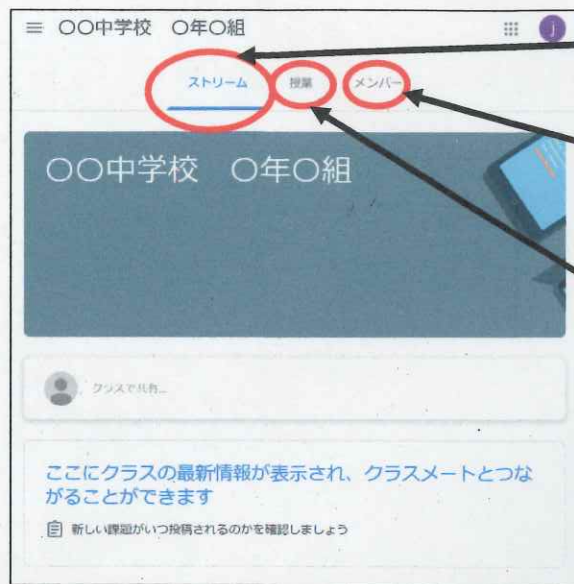 〇〇中学校 〇年〇組
j
ストリーム 授業 メンバー
〇〇中学校 〇年〇組
クラスで共有...
ここにクラスの最新情報が表示され、クラスメートとつな
がることができます
新しい課題がいつ投稿されるのかを確認しましょう